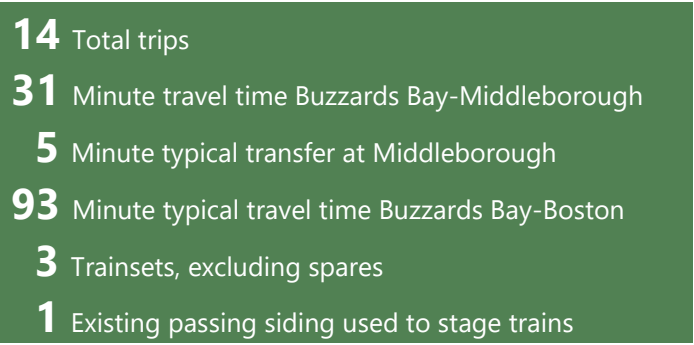 14 Total trips
31 Minute travel time Buzzards Bay-Middleborough
5 Minute typical transfer at Middleborough
93 Minute typical travel time Buzzards Bay-Boston
3 Trainsets, excluding spares
1 Existing passing siding used to stage trains